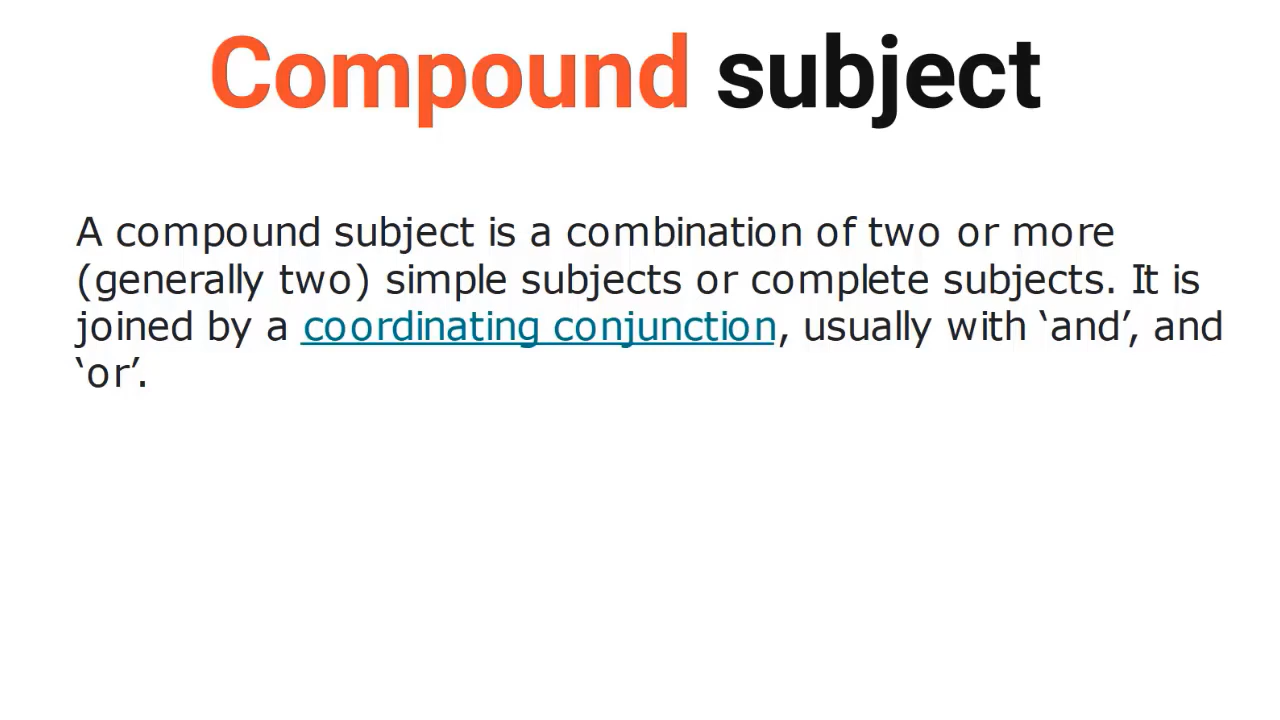 Compound subject
A compound subject is a combination of two or more
(generally two) simple subjects or complete subjects. It is
joined by a coordinating conjunction, usually with ‘and’, and
‘or’.